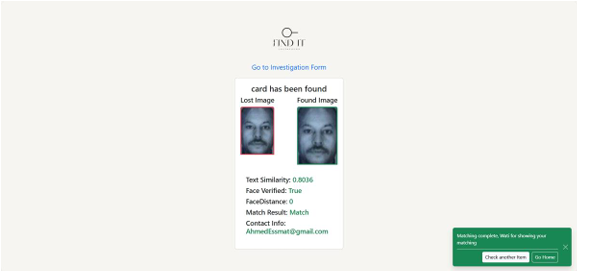 FIND IT
Go to Investigation Form
card has been found
Lost Image
Found Image
Text Similarity: 0.8036
Face Verified: True
FaceDistance: 0
Match Result: Match
Contact Info:
AhmedEssmat@gmail.com
Matching complete, Wait for showing your
matching
Check another item
Go Home